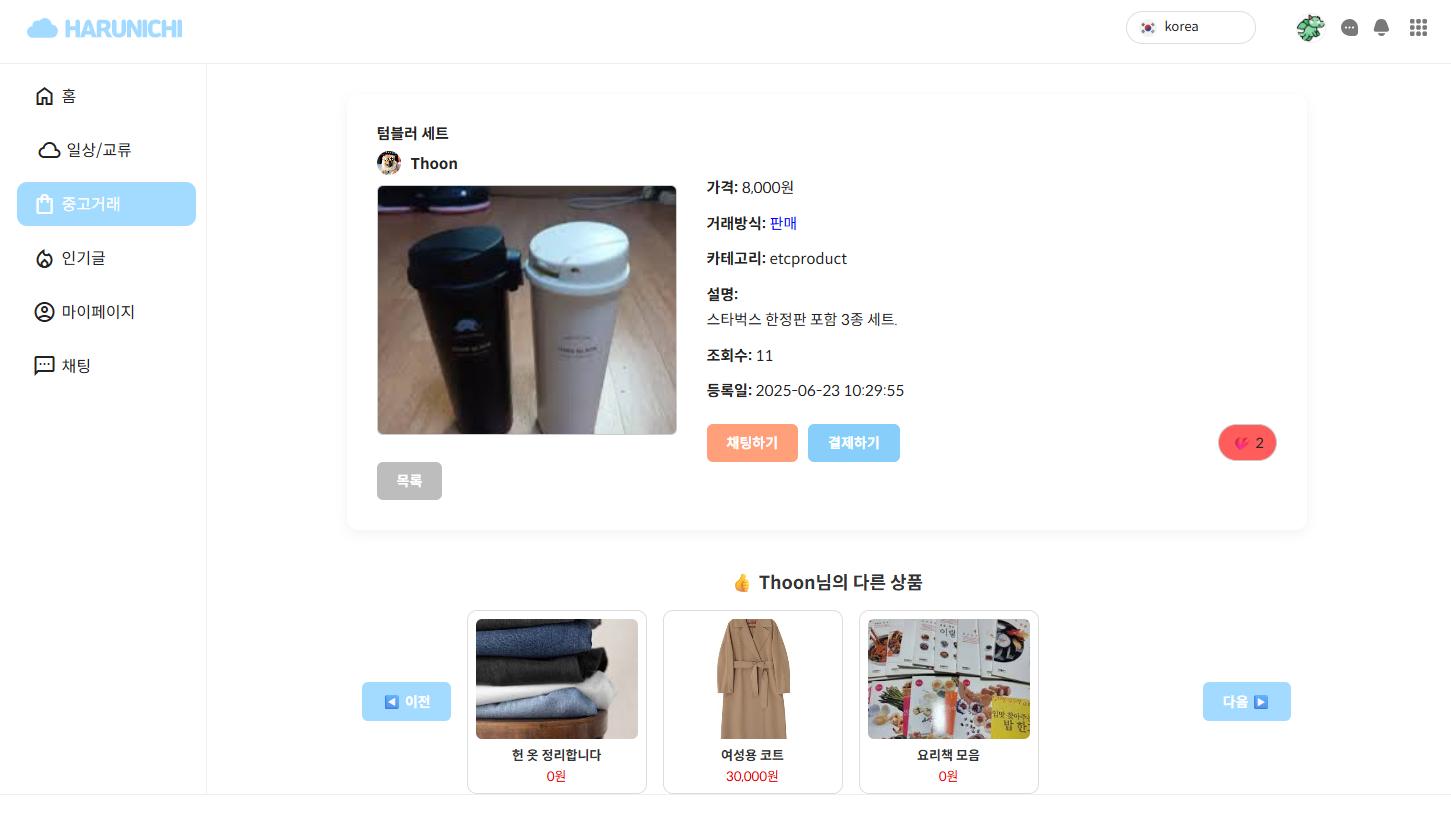 HARUNICHI
korea
홈
일상/교류
중고거래
인기글
마이페이지
채팅
텀블러 세트
Thoon
가격: 8,000원
거래방식: 판매
카테고리: etcproduct
설명:
스타벅스 한정판 포함 3종 세트.
조회수: 11
등록일: 2025-06-23 10:29:55
채팅하기 결제하기
2
목록
👍 Thoon님의 다른 상품
◀ 이전
다음 ▶
헌 옷 정리합니다
0원
여성용 코트
30,000원
요리책 모음
0원